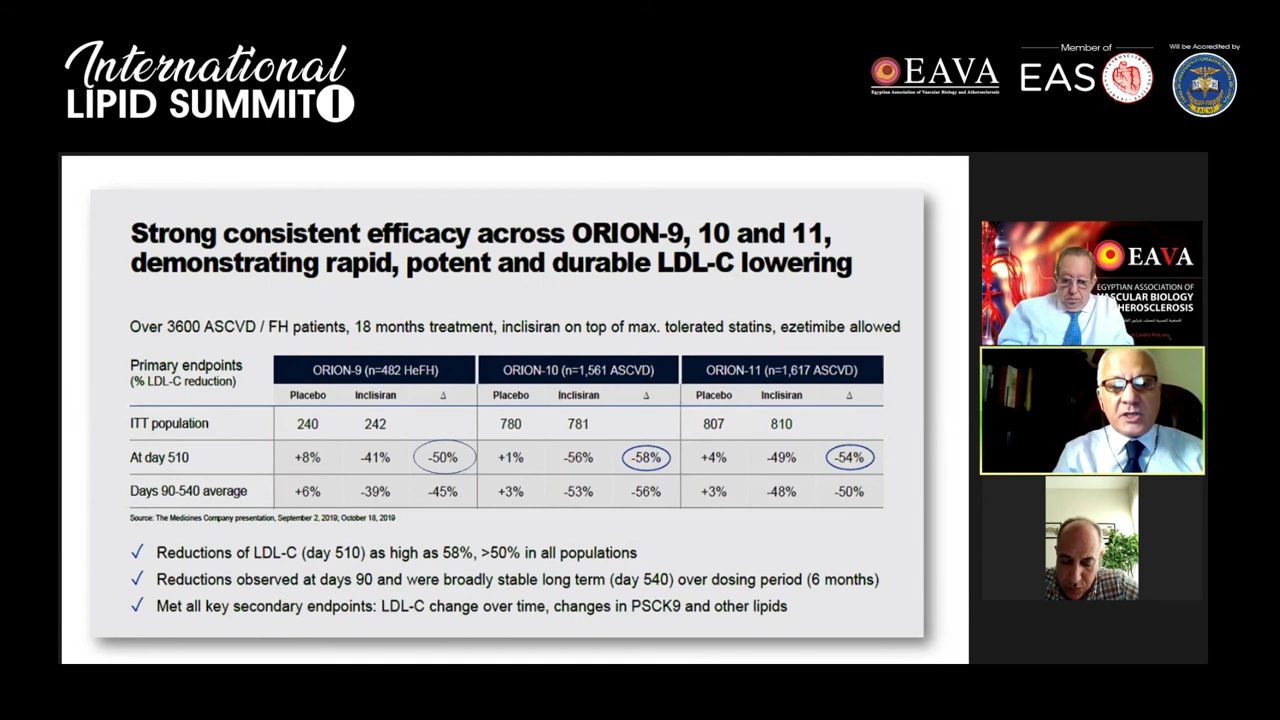 International
LIPID SUMMIT I
EAVA
Egyptian Association of Vascular Biology and Atherosclerosis
Member of
EAS
Will be Accredited by
Strong consistent efficacy across ORION-9, 10 and 11,
demonstrating rapid, potent and durable LDL-C lowering
Over 3600 ASCVD / FH patients, 18 months treatment, inclisiran on top of max. tolerated statins, ezetimibe allowed
Primary endpoints
(% LDL-C reduction)
ORION-9 (n=482 HeFH) ORION-10 (n=1,561 ASCVD) ORION-11 (n=1,617 ASCVD)
Placebo Inclisiran Δ Placebo Inclisiran Δ Placebo Inclisiran Δ
ITT population 240 242 780 781 807 810
At day 510 +8% -41% -50% +1% -56% -58% +4% -49% -54%
Days 90-540 average +6% -39% -45% +3% -53% -56% +3% -48% -50%
Source: The Medicines Company presentation, September 2, 2019; October 18, 2019
✓ Reductions of LDL-C (day 510) as high as 58%, >50% in all populations
✓ Reductions observed at days 90 and were broadly stable long term (day 540) over dosing period (6 months)
✓ Met all key secondary endpoints: LDL-C change over time, changes in PSCK9 and other lipids
EAVA
EGYPTIAN ASSOCIATION OF
VASCULAR BIOLOGY
HEROSCLEROSIS